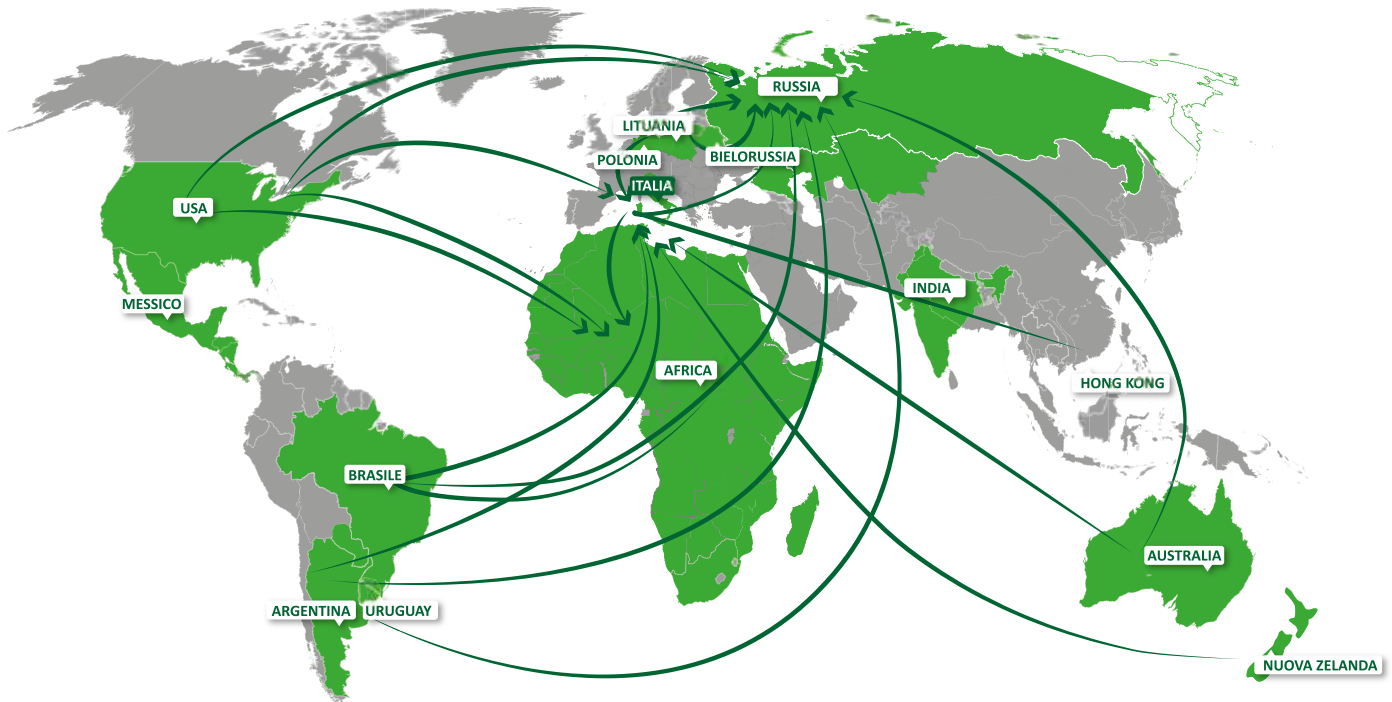 RUSSIA
LITUANIA
POLONIA
BIELORUSSIA
ITALIA
USA
INDIA
MESSICO
AFRICA
HONG KONG
BRASILE
AUSTRALIA
ARGENTINA
URUGUAY
NUOVA ZELANDA